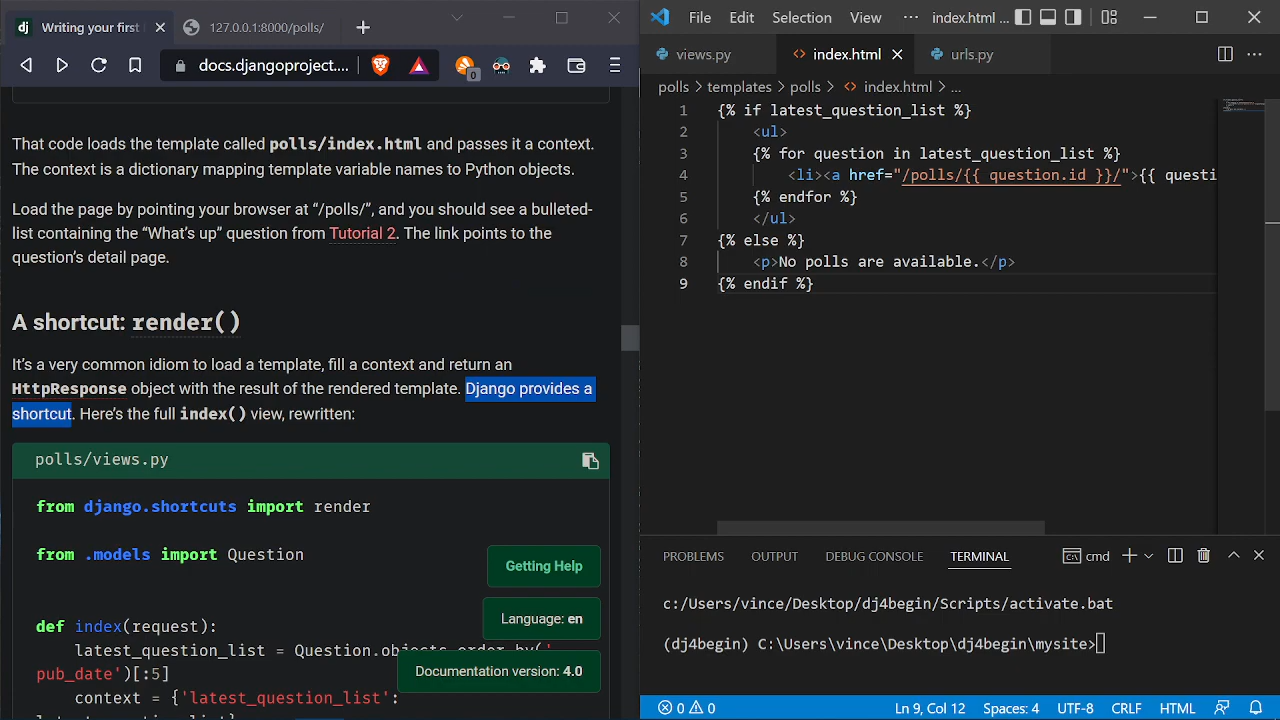 dj Writing your first
127.0.0.1:8000/polls/
docs.djangoproject....
0
That code loads the template called polls/index.html and passes it a context.
The context is a dictionary mapping template variable names to Python objects.
Load the page by pointing your browser at “/polls/”, and you should see a bulleted-
list containing the “What’s up” question from Tutorial 2. The link points to the
question’s detail page.
A shortcut: render()
It’s a very common idiom to load a template, fill a context and return an
HttpResponse object with the result of the rendered template. Django provides a
shortcut. Here’s the full index() view, rewritten:
polls/views.py
from django.shortcuts import render
from .models import Question
def index(request):
latest_question_list = Question.objects.order_by('
pub_date')[:5]
context = {'latest_question_list':
Getting Help
Language: en
Documentation version: 4.0
File Edit Selection View ··· index.html ...
views.py
index.html
urls.py
polls > templates > polls > index.html > ...
1 {% if latest_question_list %}
2 <ul>
3 {% for question in latest_question_list %}
4 <li><a href="/polls/{{ question.id }}/">{{ questi
5 {% endfor %}
6 </ul>
7 {% else %}
8 <p>No polls are available.</p>
9 {% endif %}
PROBLEMS OUTPUT DEBUG CONSOLE TERMINAL cmd
c:/Users/vince/Desktop/dj4begin/Scripts/activate.bat
(dj4begin) C:\Users\vince\Desktop\dj4begin\mysite>
0 0 Ln 9, Col 12 Spaces: 4 UTF-8 CRLF HTML